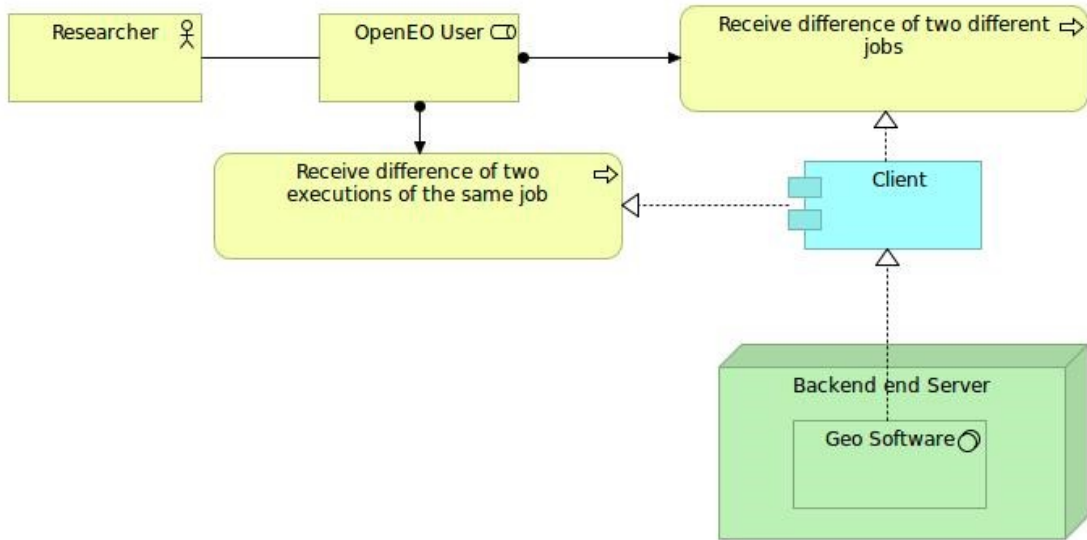 Researcher
OpenEO User
Receive difference of two different
jobs
Receive difference of two
executions of the same job
Client
Backend end Server
Geo Software